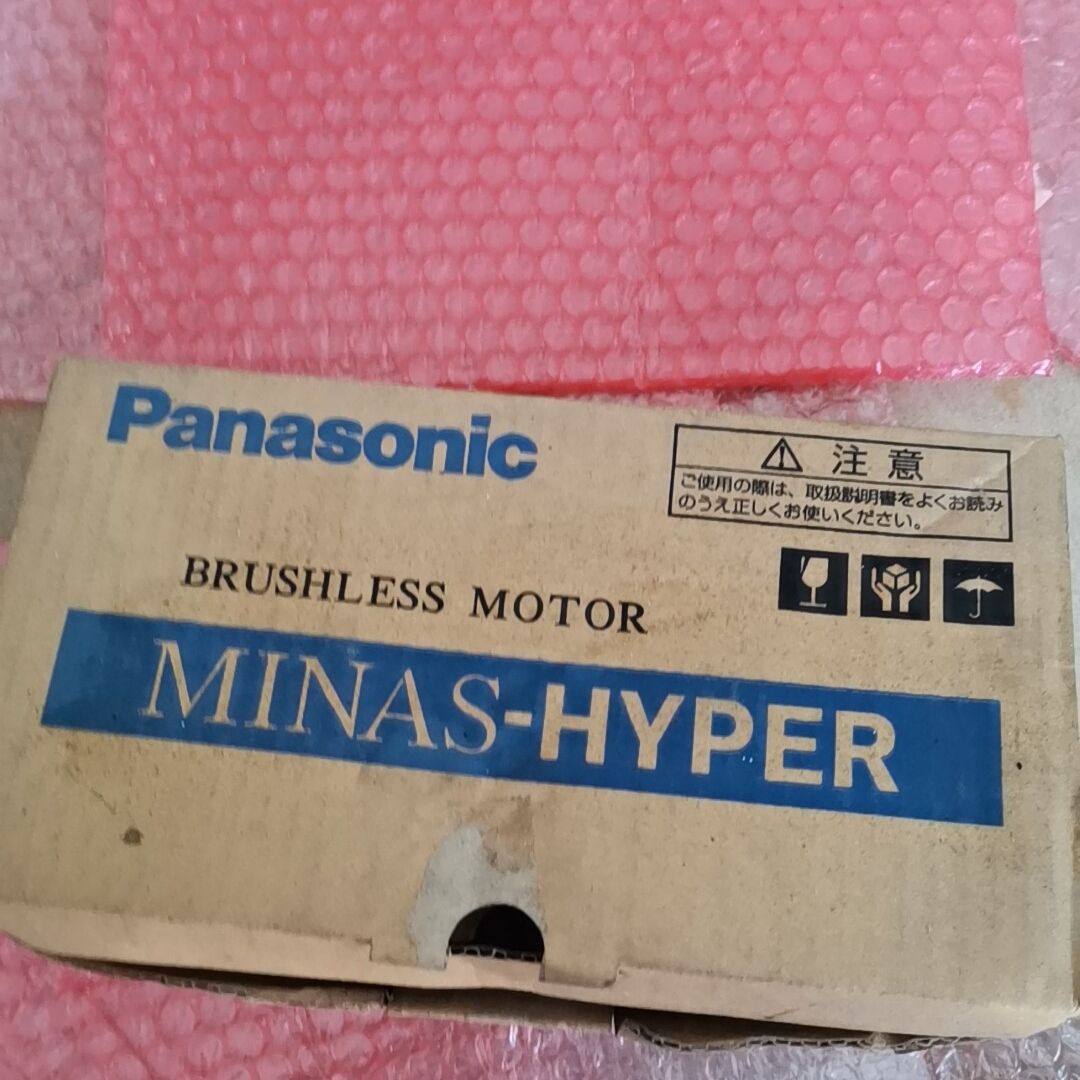 Panasonic
⚠ 注意
ご使用の際は、取扱説明書をよくお読み
のうえ正しくお使いください。
BRUSHLESS MOTOR
MINAS-HYPER